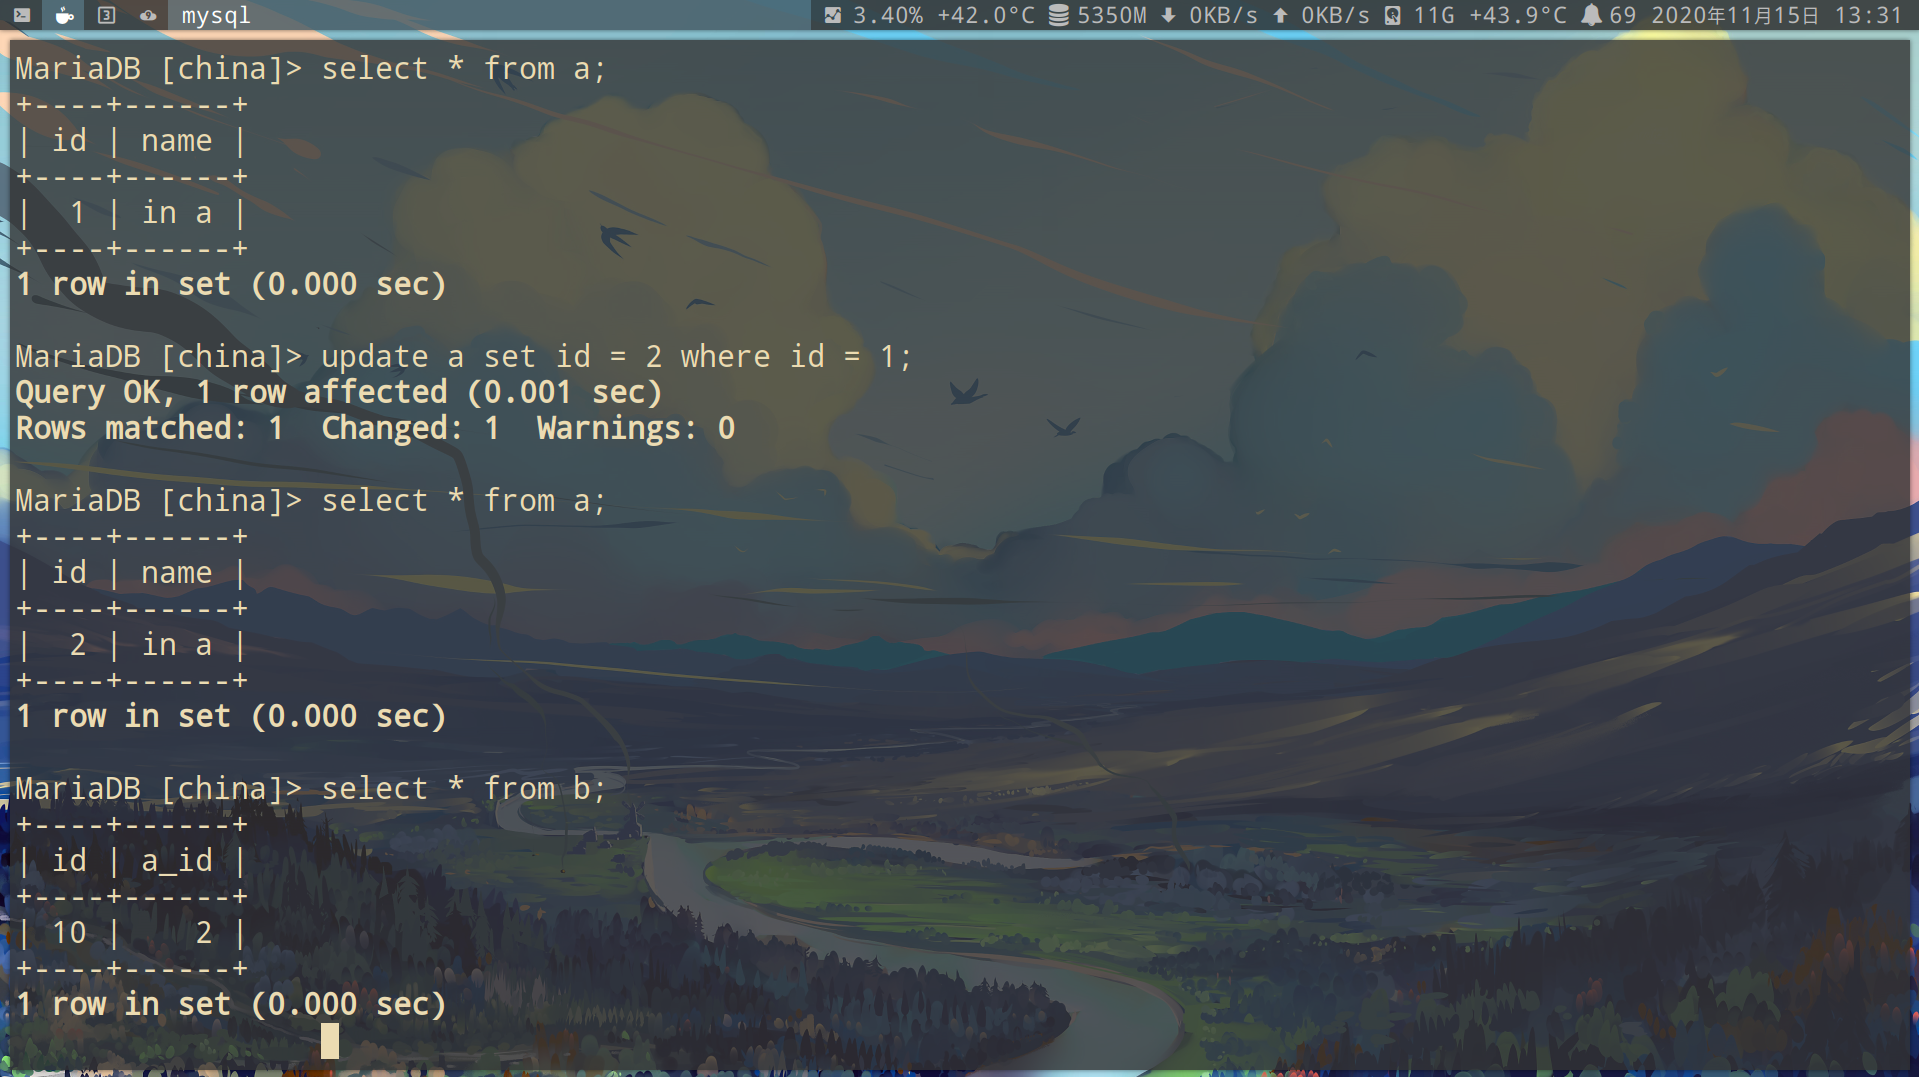 mysql 3.40% +42.0°C 5350M 0KB/s 0KB/s 11G +43.9°C 69 2020年11月15日 13:31
MariaDB [china]> select * from a;
+----+------+
| id | name |
+----+------+
|  1 | in a |
+----+------+
1 row in set (0.000 sec)

MariaDB [china]> update a set id = 2 where id = 1;
Query OK, 1 row affected (0.001 sec)
Rows matched: 1  Changed: 1  Warnings: 0

MariaDB [china]> select * from a;
+----+------+
| id | name |
+----+------+
|  2 | in a |
+----+------+
1 row in set (0.000 sec)

MariaDB [china]> select * from b;
+----+------+
| id | a_id |
+----+------+
| 10 |    2 |
+----+------+
1 row in set (0.000 sec)